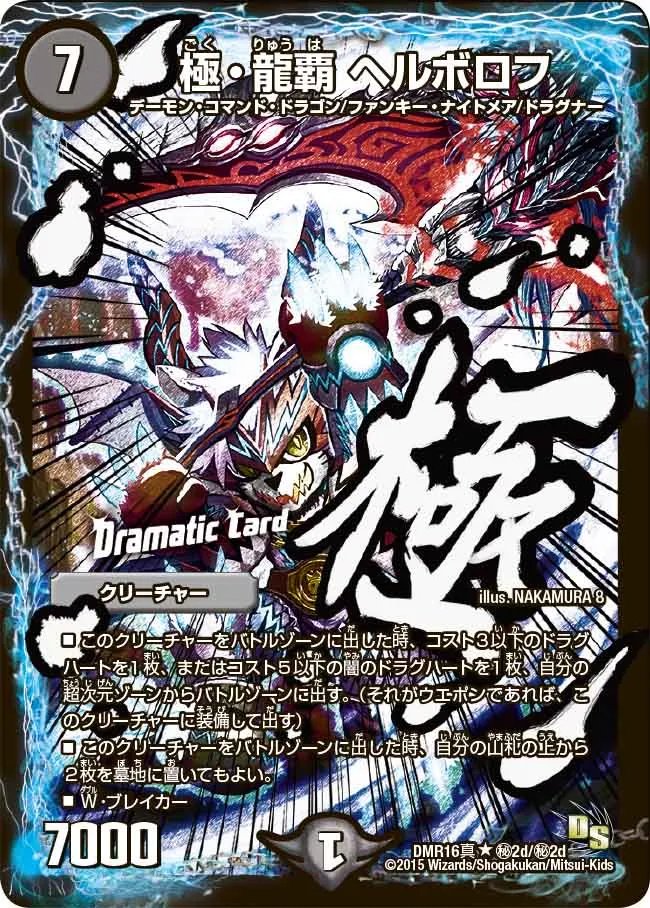 7
極・龍覇 ヘルボロフ
ごく りゅう は
デーモン・コマンド・ドラゴン/ファンキー・ナイトメア/ドラグナー
極
Dramatic Card
クリーチャー
illus. NAKAMURA 8
■ このクリーチャーをバトルゾーンに出した時、コスト3以下のドラグ
ハートを1枚、またはコスト5以下の闇のドラグハートを1枚、自分の
超次元ゾーンからバトルゾーンに出す。(それがウエポンであれば、こ
のクリーチャーに装備して出す)
■ このクリーチャーをバトルゾーンに出した時、自分の山札の上から
2枚を墓地に置いてもよい。
■ W・ブレイカー
ダブル
7000
1
DS
DMR16真 ★ ㊙2d/㊙2d
©2015 Wizards/Shogakukan/Mitsui-Kids